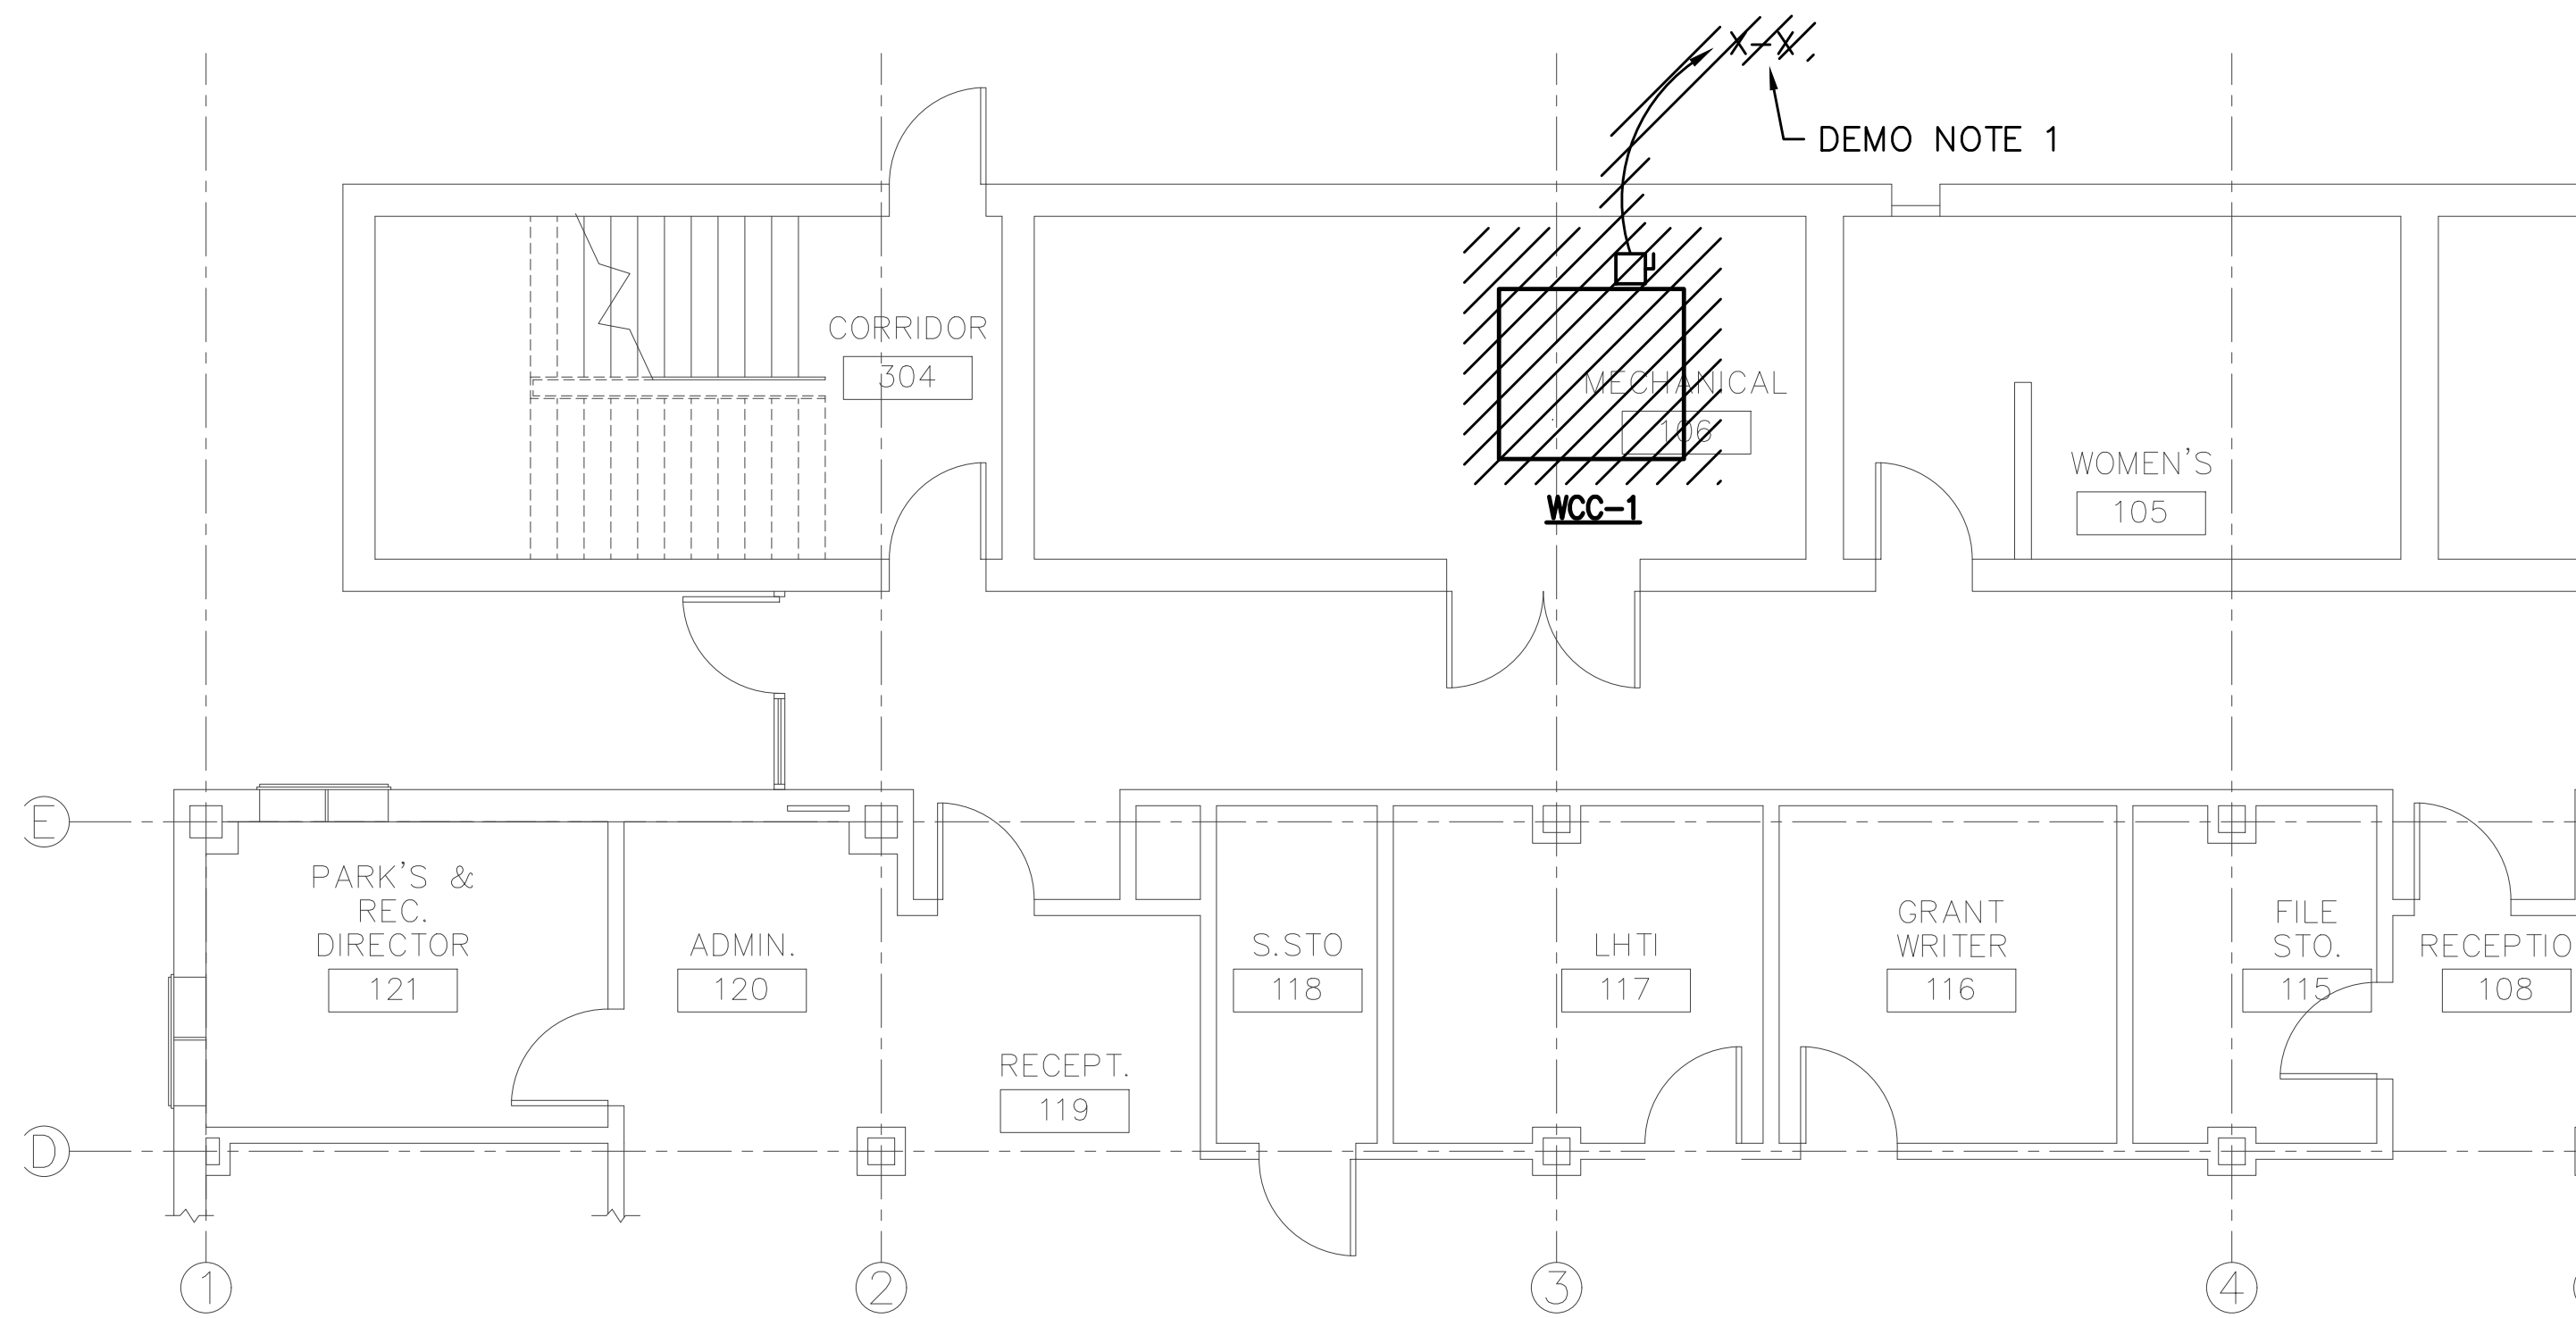 X-X.
DEMO NOTE 1
CORRIDOR
304
MECHANICAL
106
WCC-1
WOMEN'S
105
E
PARK'S &
REC.
DIRECTOR
121
ADMIN.
120
RECEPT.
119
S.STO
118
LHTI
117
GRANT
WRITER
116
FILE
STO.
115
RECEPTIO
108
D
1
2
3
4